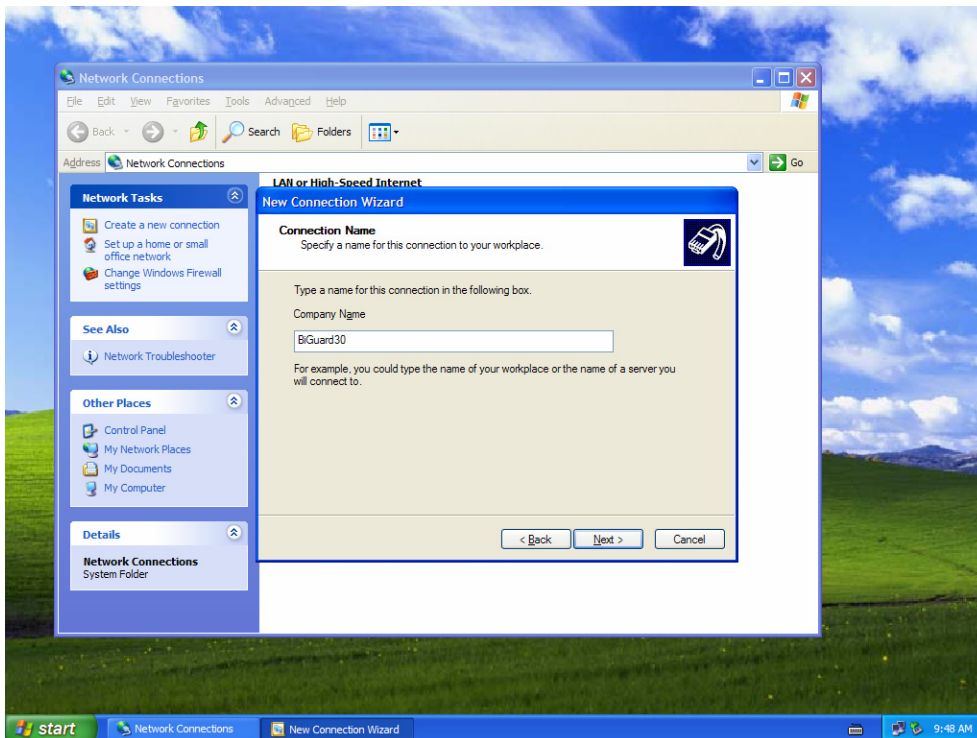 Network Connections
File Edit View Favorites Tools Advanced Help
Back Search Folders
Address Network Connections Go
LAN or High-Speed Internet
Network Tasks
Create a new connection
Set up a home or small
office network
Change Windows Firewall
settings
See Also
Network Troubleshooter
Other Places
Control Panel
My Network Places
My Documents
My Computer
Details
Network Connections
System Folder
New Connection Wizard
Connection Name
Specify a name for this connection to your workplace.
Type a name for this connection in the following box.
Company Name
BiGuard30
For example, you could type the name of your workplace or the name of a server you
will connect to.
< Back Next > Cancel
start Network Connections New Connection Wizard 9:48 AM